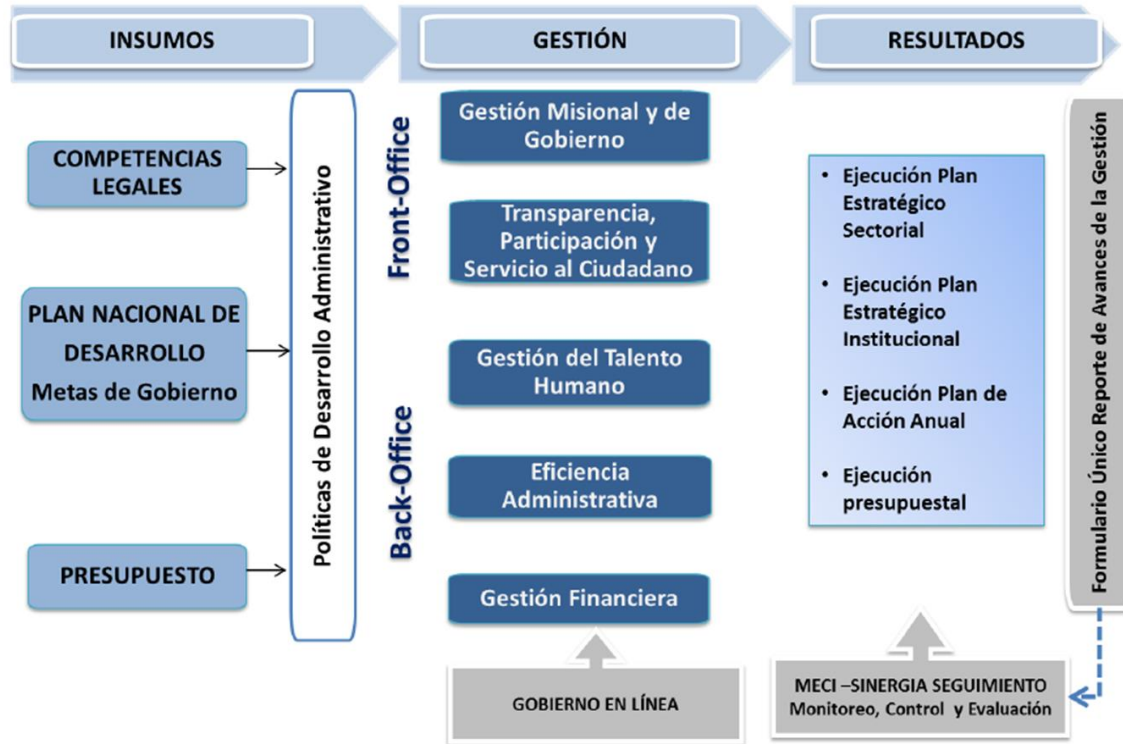 INSUMOS
GESTIÓN
RESULTADOS
COMPETENCIAS
LEGALES
PLAN NACIONAL DE
DESARROLLO
Metas de Gobierno
PRESUPUESTO
Políticas de Desarrollo Administrativo
Front-Office
Back-Office
Gestión Misional y de
Gobierno
Transparencia,
Participación y
Servicio al Ciudadano
Gestión del Talento
Humano
Eficiencia
Administrativa
Gestión Financiera
GOBIERNO EN LÍNEA
• Ejecución Plan
Estratégico
Sectorial
• Ejecución Plan
Estratégico
Institucional
• Ejecución Plan de
Acción Anual
• Ejecución
presupuestal
MECI –SINERGIA SEGUIMIENTO
Monitoreo, Control y Evaluación
Formulario Único Reporte de Avances de la Gestión